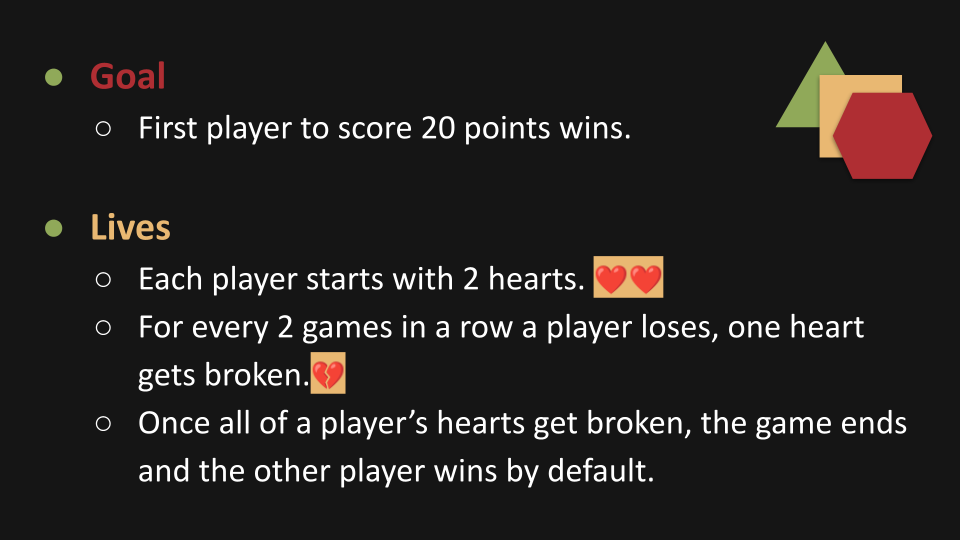 ● Goal
○ First player to score 20 points wins.
● Lives
○ Each player starts with 2 hearts. ❤️❤️
○ For every 2 games in a row a player loses, one heart
gets broken.💔
○ Once all of a player’s hearts get broken, the game ends
and the other player wins by default.